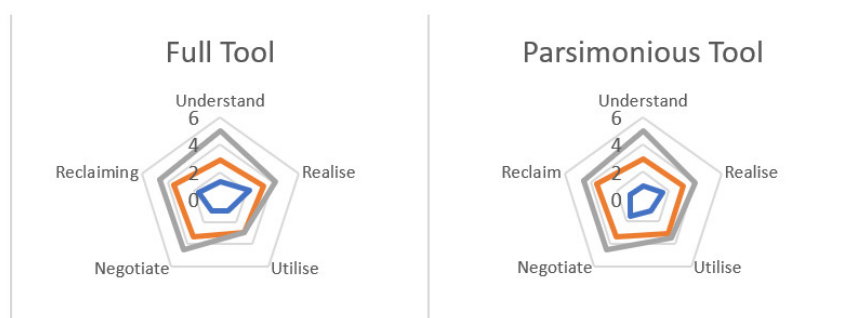 Full Tool
Understand
6
4
2
0
Reclaiming
Realise
Negotiate
Utilise
Parsimonious Tool
Understand
6
4
2
0
Reclaim
Realise
Negotiate
Utilise